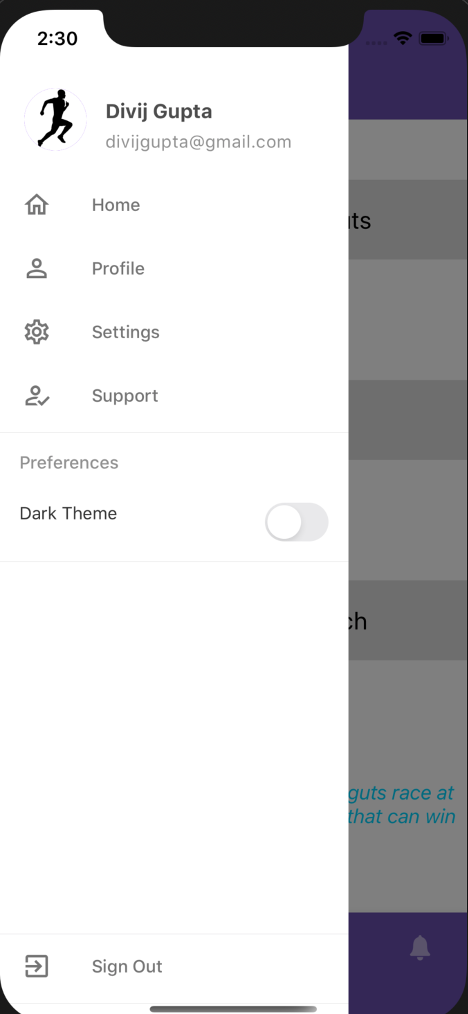 2:30
Divij Gupta
divijgupta@gmail.com
Home
Profile
Settings
Support
Preferences
Dark Theme
Sign Out
uts
ch
guts race at
that can win